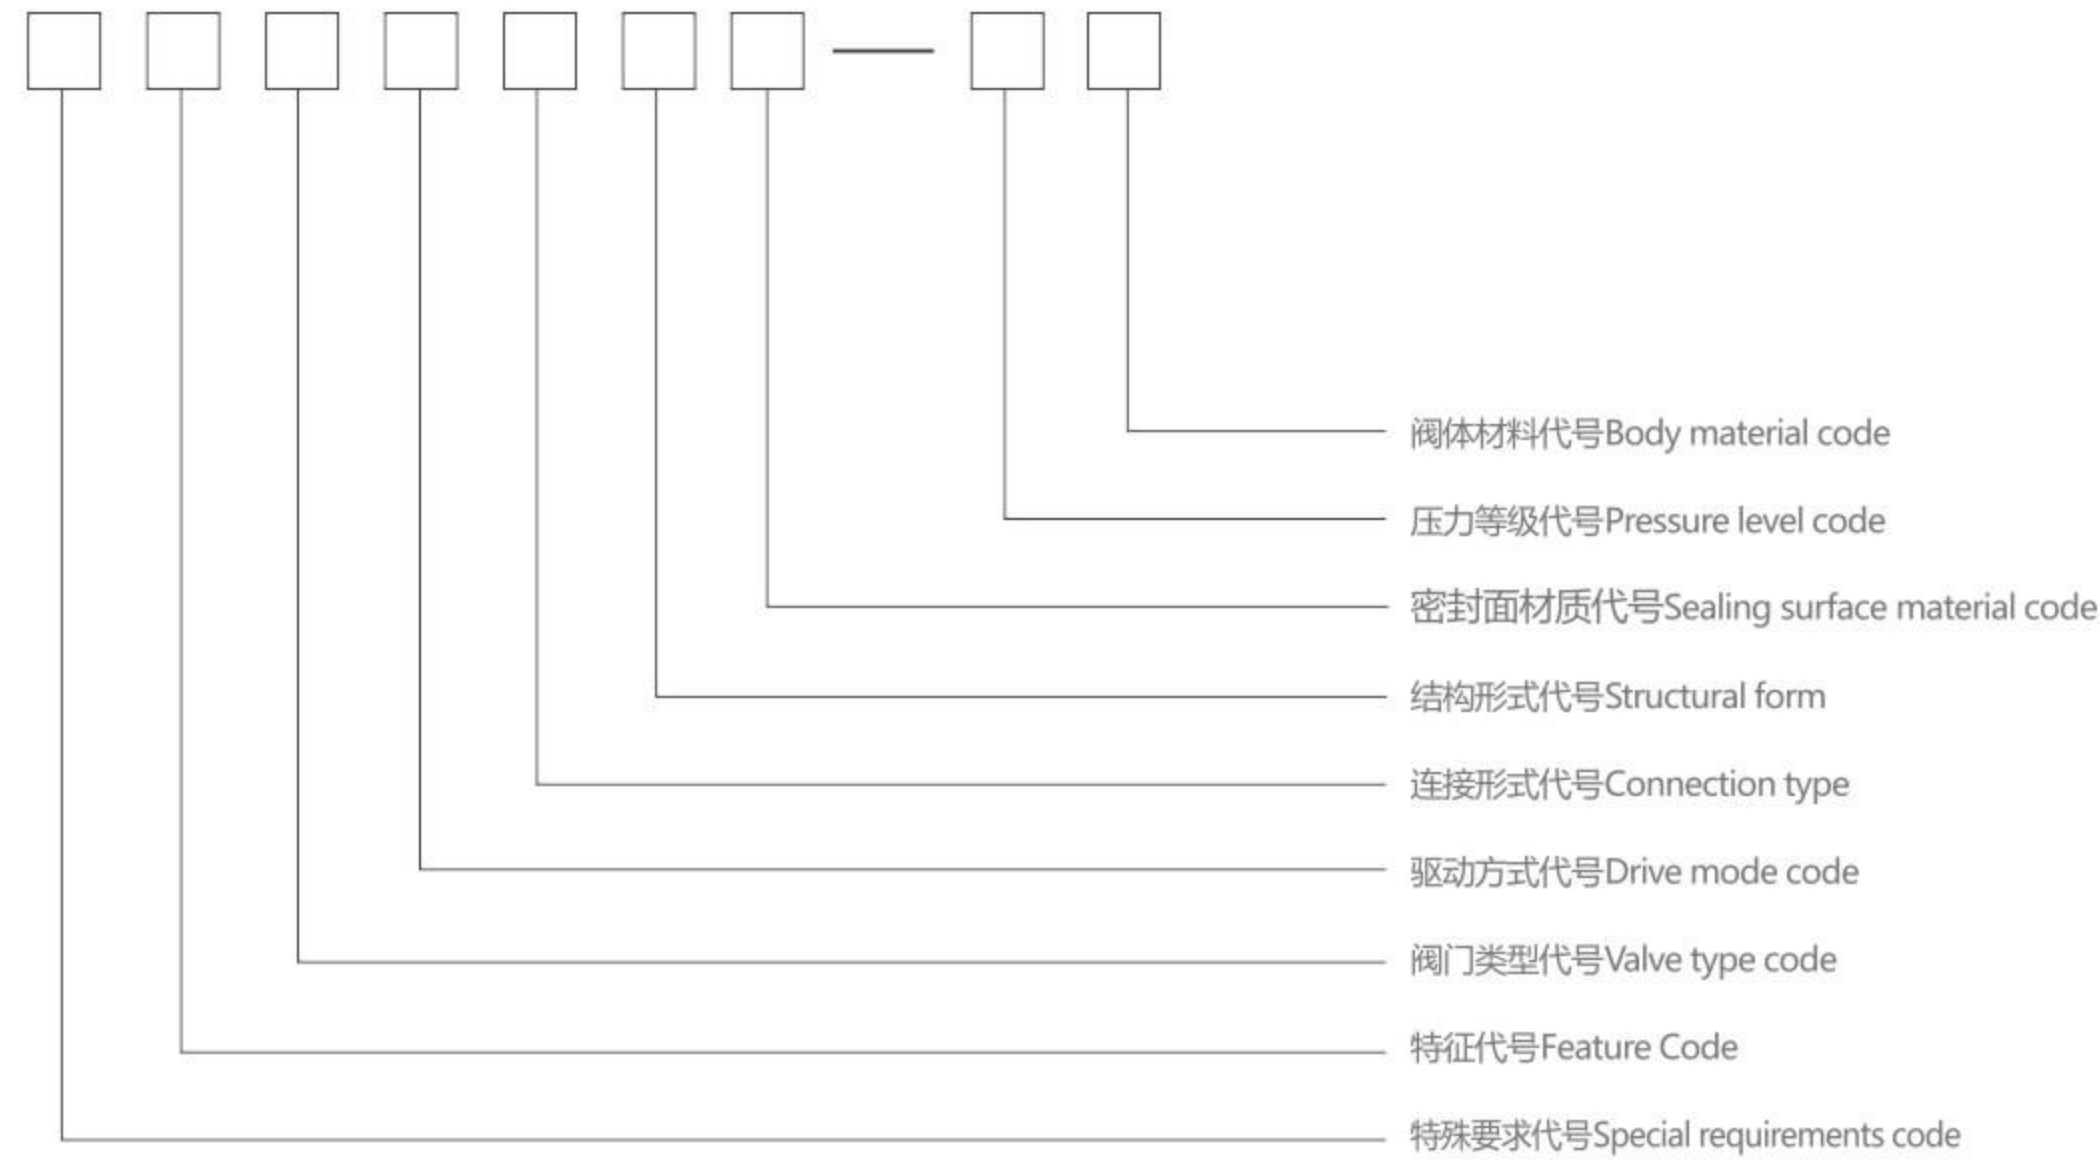 阀体材料代号Body material code
压力等级代号Pressure level code
密封面材质代号Sealing surface material code
结构形式代号Structural form
连接形式代号Connection type
驱动方式代号Drive mode code
阀门类型代号Valve type code
特征代号Feature Code
特殊要求代号Special requirements code